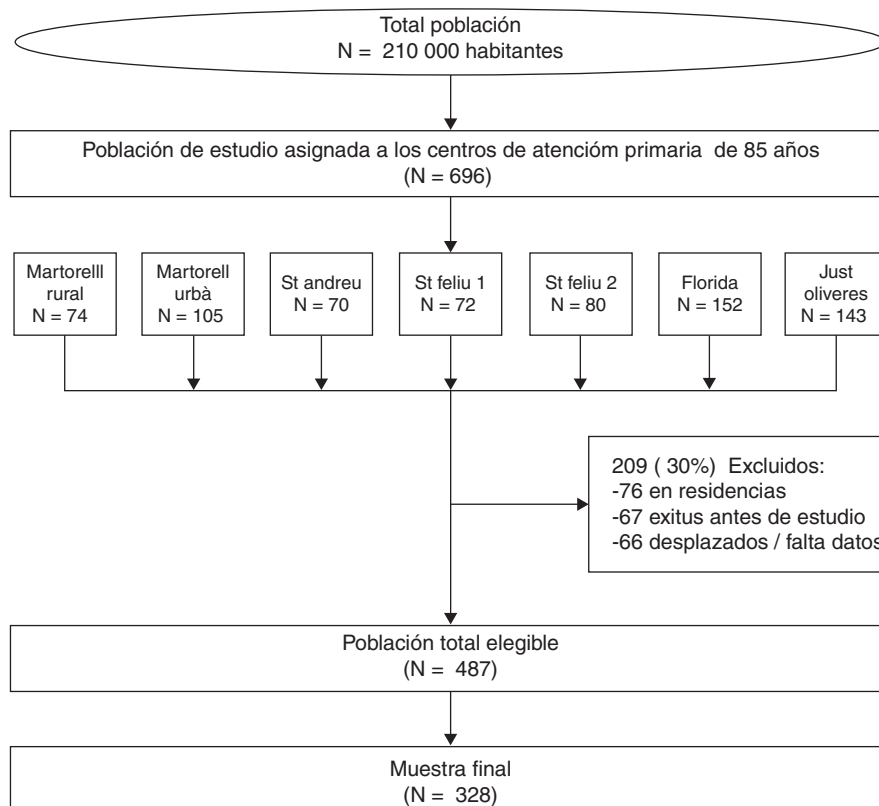 Total población
N = 210 000 habitantes
Población de estudio asignada a los centros de atencióm primaria de 85 años
(N = 696)
Martorelll
rural
N = 74
Martorell
urbà
N = 105
St andreu
N = 70
St feliu 1
N = 72
St feliu 2
N = 80
Florida
N = 152
Just
oliveres
N = 143
209 ( 30%) Excluidos:
-76 en residencias
-67 exitus antes de estudio
-66 desplazados / falta datos
Población total elegible
(N = 487)
Muestra final
(N = 328)